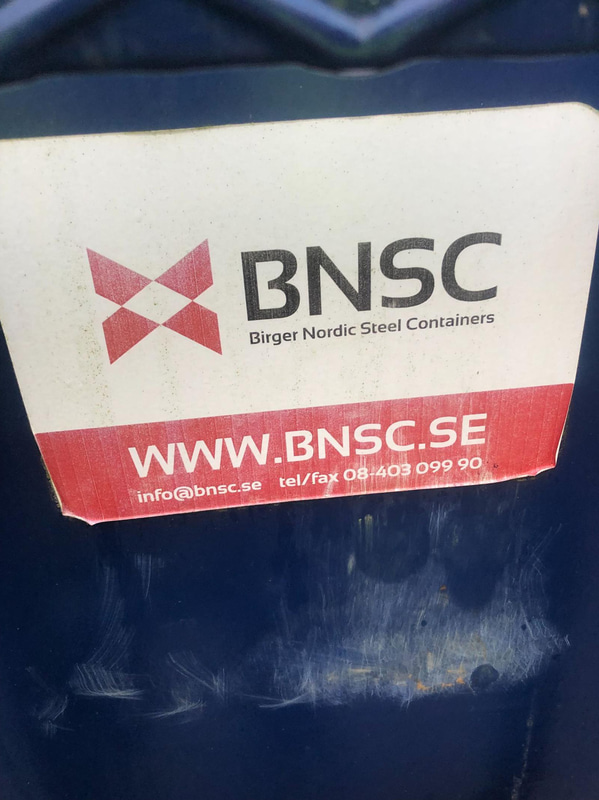 BNSC
Birger Nordic Steel Containers
WWW.BNSC.SE
info@bnsc.se tel/fax 08-403 099 90